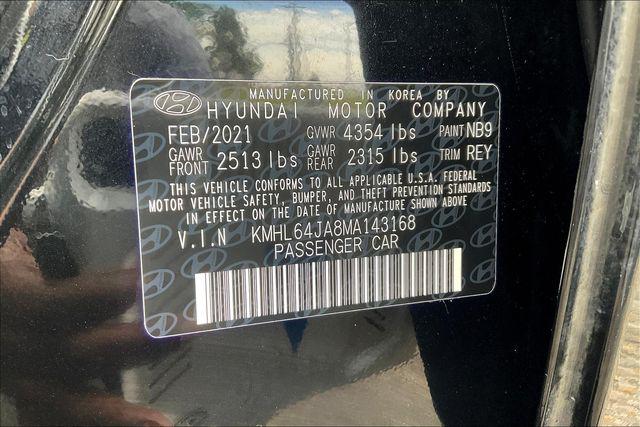 MANUFACTURED IN KOREA BY
HYUNDAI MOTOR COMPANY
FEB/2021 GVWR 4354 lbs PAINT NB9
GAWR FRONT 2513 lbs GAWR REAR 2315 lbs TRIM REY
THIS VEHICLE CONFORMS TO ALL APPLICABLE U.S.A. FEDERAL
MOTOR VEHICLE SAFETY, BUMPER, AND THEFT PREVENTION STANDARDS
IN EFFECT ON THE DATE OF MANUFACTURE SHOWN ABOVE
V.I.N KMHL64JA8MA143168
PASSENGER CAR